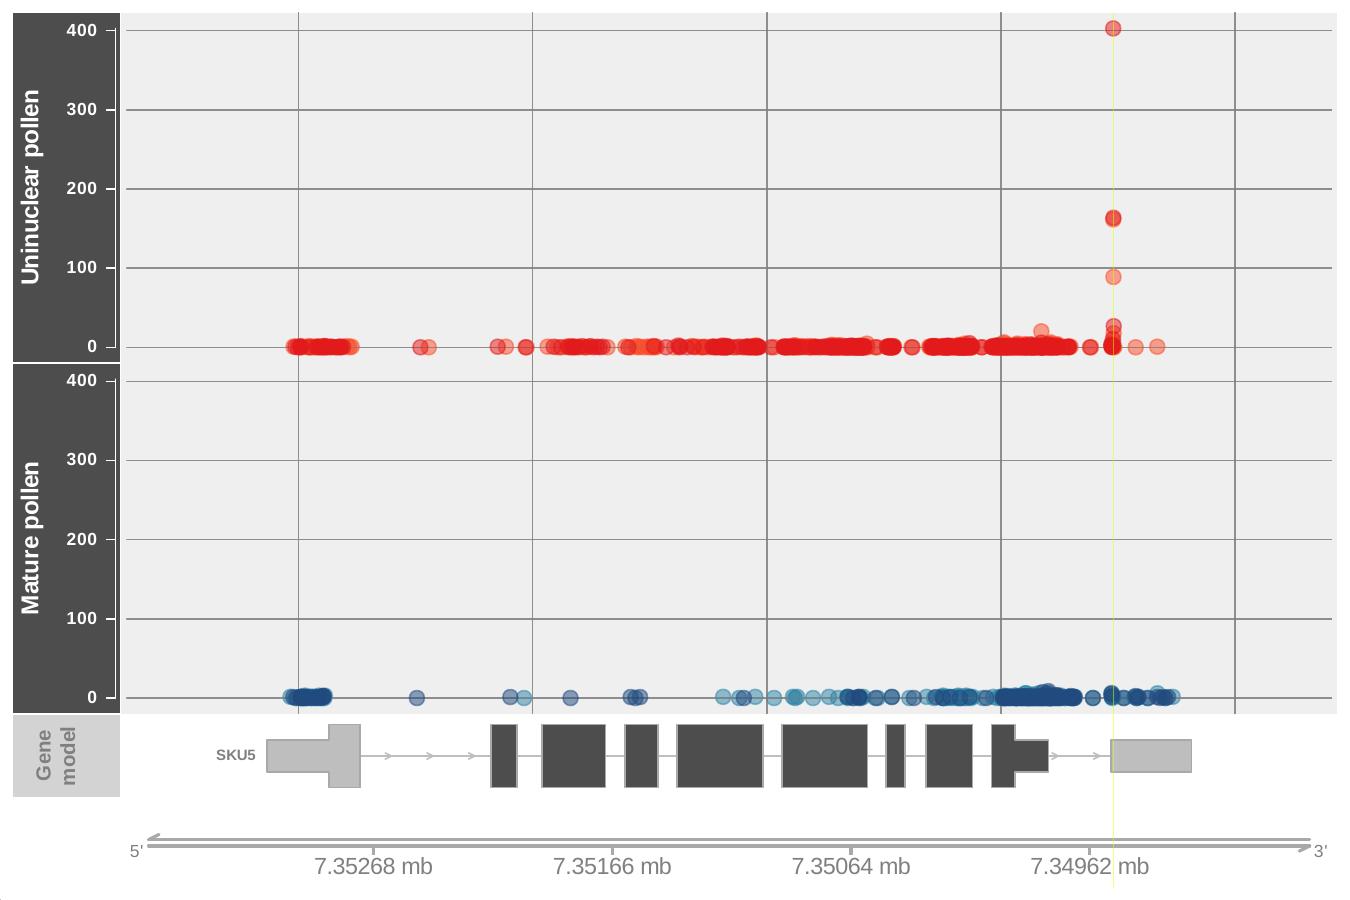 Uninuclear pollen
400
300
200
100
0
Mature pollen
400
300
200
100
0
Gene
model
SKU5
5'
3'
7.35268 mb
7.35166 mb
7.35064 mb
7.34962 mb